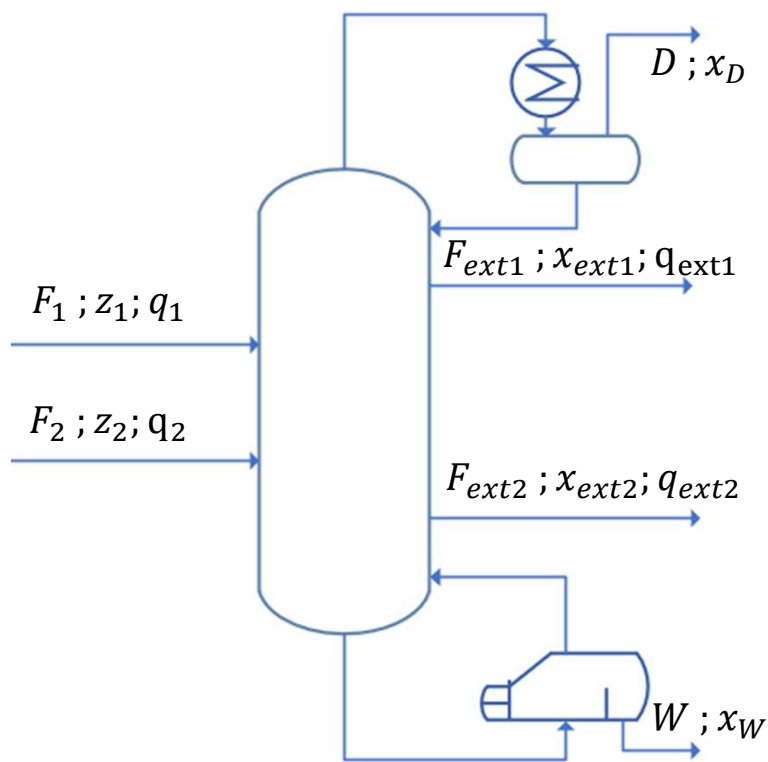 D ; x_D
F_ext1 ; x_ext1; q_ext1
F_1 ; z_1; q_1
F_2 ; z_2; q_2
F_ext2 ; x_ext2; q_ext2
W ; x_W